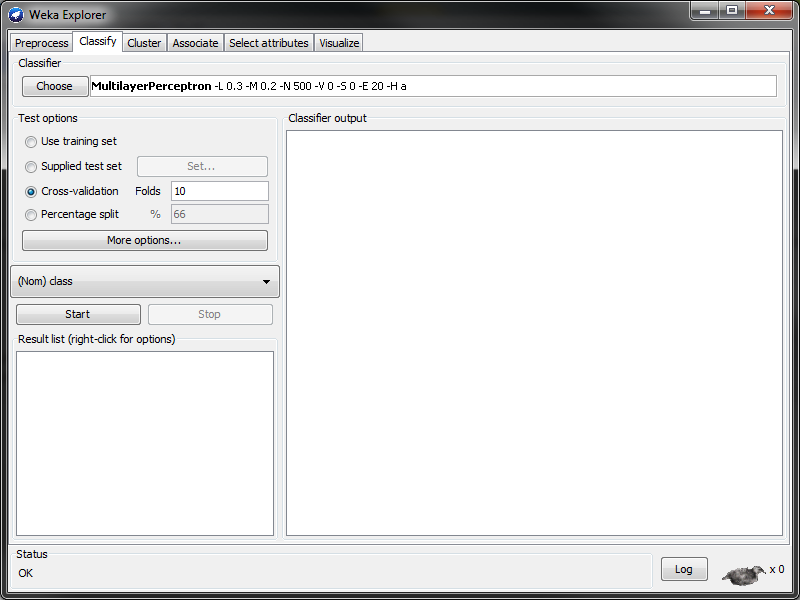 Weka Explorer
Preprocess Classify Cluster Associate Select attributes Visualize
Classifier
Choose MultilayerPerceptron -L 0.3 -M 0.2 -N 500 -V 0 -S 0 -E 20 -H a
Test options
Use training set
Supplied test set Set...
Cross-validation Folds 10
Percentage split % 66
More options...
(Nom) class
Start Stop
Result list (right-click for options)
Classifier output
Status
OK
Log x 0